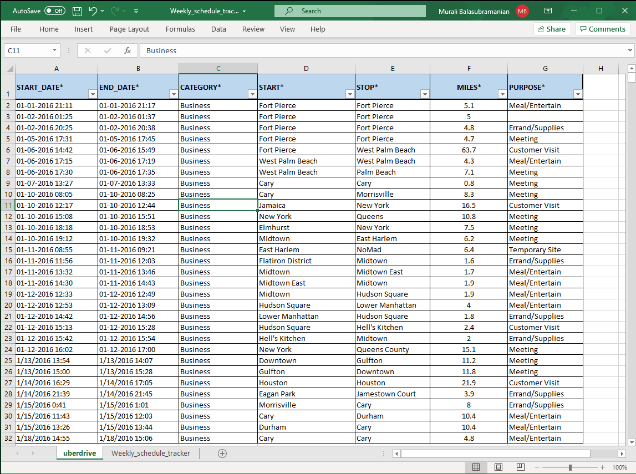 AutoSave Off Weekly_schedule_trac... Search Murali Balasubramanian MB
File Home Insert Page Layout Formulas Data Review View Help Share Comments
C11 fx Business
A B C D E F G H
1 START_DATE* END_DATE* CATEGORY* START* STOP* MILES* PURPOSE*
2 01-01-2016 21:11 01-01-2016 21:17 Business Fort Pierce Fort Pierce 5.1 Meal/Entertain
3 01-02-2016 01:25 01-02-2016 01:37 Business Fort Pierce Fort Pierce 5
4 01-02-2016 20:25 01-02-2016 20:38 Business Fort Pierce Fort Pierce 4.8 Errand/Supplies
5 01-05-2016 17:31 01-05-2016 17:45 Business Fort Pierce Fort Pierce 4.7 Meeting
6 01-06-2016 14:42 01-06-2016 15:49 Business Fort Pierce West Palm Beach 63.7 Customer Visit
7 01-06-2016 17:15 01-06-2016 17:19 Business West Palm Beach West Palm Beach 4.3 Meal/Entertain
8 01-06-2016 17:30 01-06-2016 17:35 Business West Palm Beach Palm Beach 7.1 Meeting
9 01-07-2016 13:27 01-07-2016 13:33 Business Cary Cary 0.8 Meeting
10 01-10-2016 08:05 01-10-2016 08:25 Business Cary Morrisville 8.3 Meeting
11 01-10-2016 12:17 01-10-2016 12:44 Business Jamaica New York 16.5 Customer Visit
12 01-10-2016 15:08 01-10-2016 15:51 Business New York Queens 10.8 Meeting
13 01-10-2016 18:18 01-10-2016 18:53 Business Elmhurst New York 7.5 Meeting
14 01-10-2016 19:12 01-10-2016 19:32 Business Midtown East Harlem 6.2 Meeting
15 01-11-2016 08:55 01-11-2016 09:21 Business East Harlem NoMad 6.4 Temporary Site
16 01-11-2016 11:56 01-11-2016 12:03 Business Flatiron District Midtown 1.6 Errand/Supplies
17 01-11-2016 13:32 01-11-2016 13:46 Business Midtown Midtown East 1.7 Meal/Entertain
18 01-11-2016 14:30 01-11-2016 14:43 Business Midtown East Midtown 1.9 Meal/Entertain
19 01-12-2016 12:33 01-12-2016 12:49 Business Midtown Hudson Square 1.9 Meal/Entertain
20 01-12-2016 12:53 01-12-2016 13:09 Business Hudson Square Lower Manhattan 4 Meal/Entertain
21 01-12-2016 14:42 01-12-2016 14:56 Business Lower Manhattan Hudson Square 1.8 Errand/Supplies
22 01-12-2016 15:13 01-12-2016 15:28 Business Hudson Square Hell's Kitchen 2.4 Customer Visit
23 01-12-2016 15:42 01-12-2016 15:54 Business Hell's Kitchen Midtown 2 Errand/Supplies
24 01-12-2016 16:02 01-12-2016 17:00 Business New York Queens County 15.1 Meeting
25 1/13/2016 13:54 1/13/2016 14:07 Business Downtown Gulfton 11.2 Meeting
26 1/13/2016 15:00 1/13/2016 15:28 Business Gulfton Downtown 11.8 Meeting
27 1/14/2016 16:29 1/14/2016 17:05 Business Houston Houston 21.9 Customer Visit
28 1/14/2016 21:39 1/14/2016 21:45 Business Eagan Park Jamestown Court 3.9 Errand/Supplies
29 1/15/2016 0:41 1/15/2016 1:01 Business Morrisville Cary 8 Errand/Supplies
30 1/15/2016 11:43 1/15/2016 12:03 Business Cary Durham 10.4 Meal/Entertain
31 1/15/2016 13:26 1/15/2016 13:44 Business Durham Cary 10.4 Meal/Entertain
32 1/18/2016 14:55 1/18/2016 15:06 Business Cary Cary 4.8 Meal/Entertain
uberdrive Weekly_schedule_tracker
100%